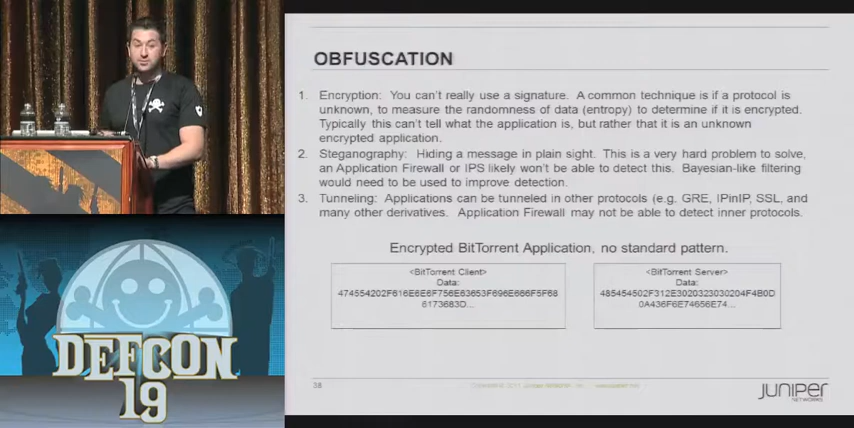 OBFUSCATION
1. Encryption: You can't really use a signature. A common technique is if a protocol is
unknown, to measure the randomness of data (entropy) to determine if it is encrypted.
Typically this can't tell what the application is, but rather that it is an unknown
encrypted application.
2. Steganography: Hiding a message in plain sight. This is a very hard problem to solve,
an Application Firewall or IPS likely won't be able to detect this. Bayesian-like filtering
would need to be used to improve detection.
3. Tunneling: Applications can be tunneled in other protocols (e.g. GRE, IPinIP, SSL, and
many other derivatives. Application Firewall may not be able to detect inner protocols.
Encrypted BitTorrent Application, no standard pattern.
<BitTorrent Client>
Data:
474554202F616E6E6F756E63653F696E666F5F68
6173683D...
<BitTorrent Server>
Data:
485454502F312E3020323030204F4B0D
0A436F6E74656E74...
38
JUNIPER
NETWORKS
DEFCON
19